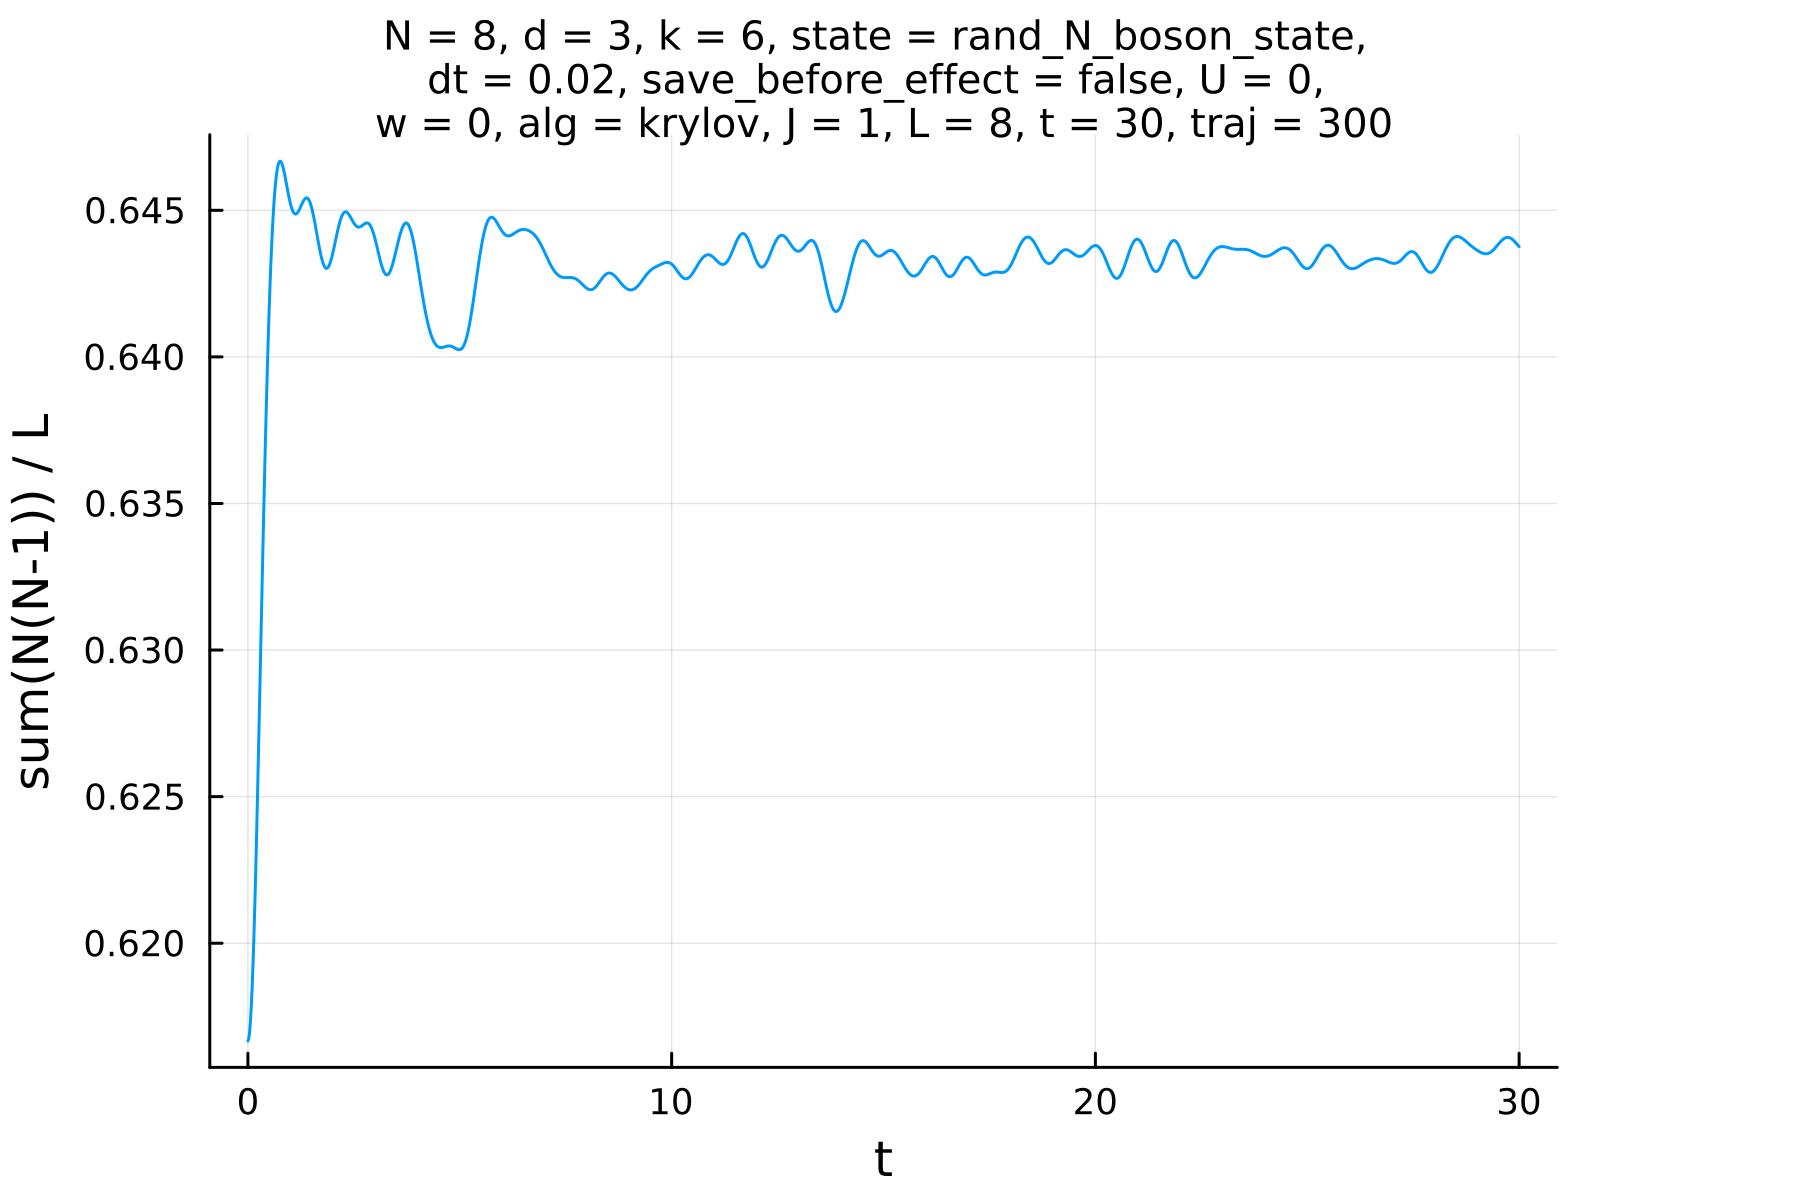 N = 8, d = 3, k = 6, state = rand_N_boson_state,
dt = 0.02, save_before_effect = false, U = 0,
w = 0, alg = krylov, J = 1, L = 8, t = 30, traj = 300
sum(N(N-1)) / L
0.645
0.640
0.635
0.630
0.625
0.620
0
10
20
30
t